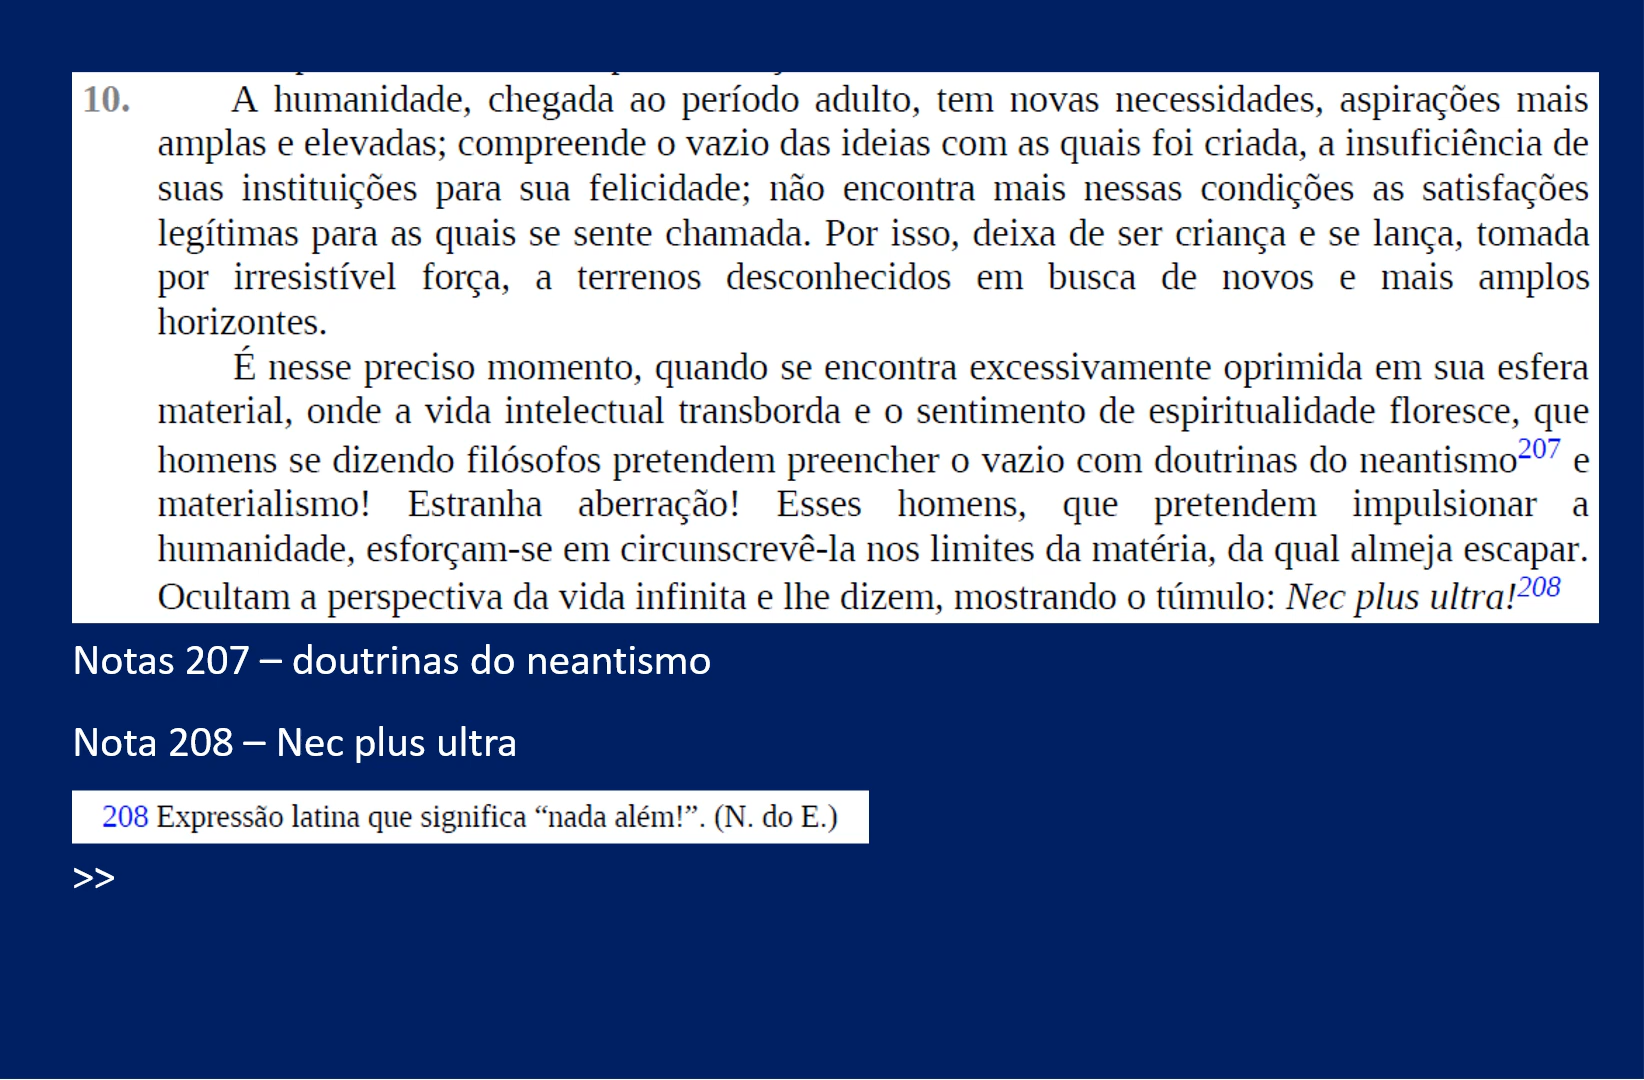 10. A humanidade, chegada ao período adulto, tem novas necessidades, aspirações mais
amplas e elevadas; compreende o vazio das ideias com as quais foi criada, a insuficiência de
suas instituições para sua felicidade; não encontra mais nessas condições as satisfações
legítimas para as quais se sente chamada. Por isso, deixa de ser criança e se lança, tomada
por irresistível força, a terrenos desconhecidos em busca de novos e mais amplos
horizontes.
É nesse preciso momento, quando se encontra excessivamente oprimida em sua esfera
material, onde a vida intelectual transborda e o sentimento de espiritualidade floresce, que
homens se dizendo filósofos pretendem preencher o vazio com doutrinas do neantismo207 e
materialismo! Estranha aberração! Esses homens, que pretendem impulsionar a
humanidade, esforçam-se em circunscrevê-la nos limites da matéria, da qual almeja escapar.
Ocultam a perspectiva da vida infinita e lhe dizem, mostrando o túmulo: Nec plus ultra!208
Notas 207 – doutrinas do neantismo
Nota 208 – Nec plus ultra
208 Expressão latina que significa “nada além!”. (N. do E.)
>>